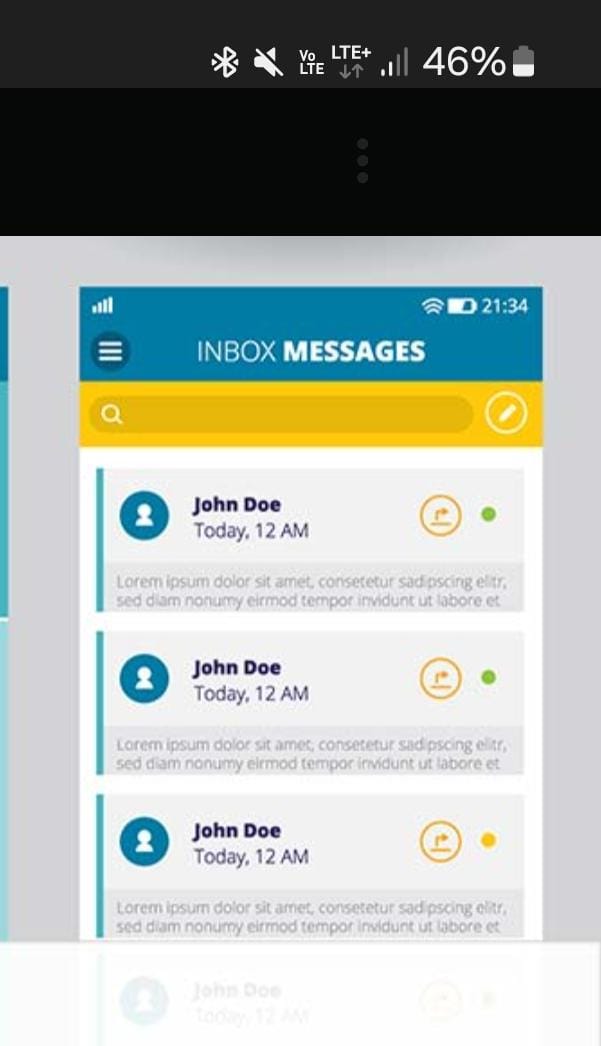 Vo LTE LTE+ 46%
21:34
INBOX MESSAGES
John Doe
Today, 12 AM
Lorem ipsum dolor sit amet, consetetur sadipscing elitr,
sed diam nonumy eirmod tempor invidunt ut labore et
John Doe
Today, 12 AM
Lorem ipsum dolor sit amet, consetetur sadipscing elitr,
sed diam nonumy eirmod tempor invidunt ut labore et
John Doe
Today, 12 AM
Lorem ipsum dolor sit amet, consetetur sadipscing elitr,
sed diam nonumy eirmod tempor invidunt ut labore et
John Doe
Today, 12 AM